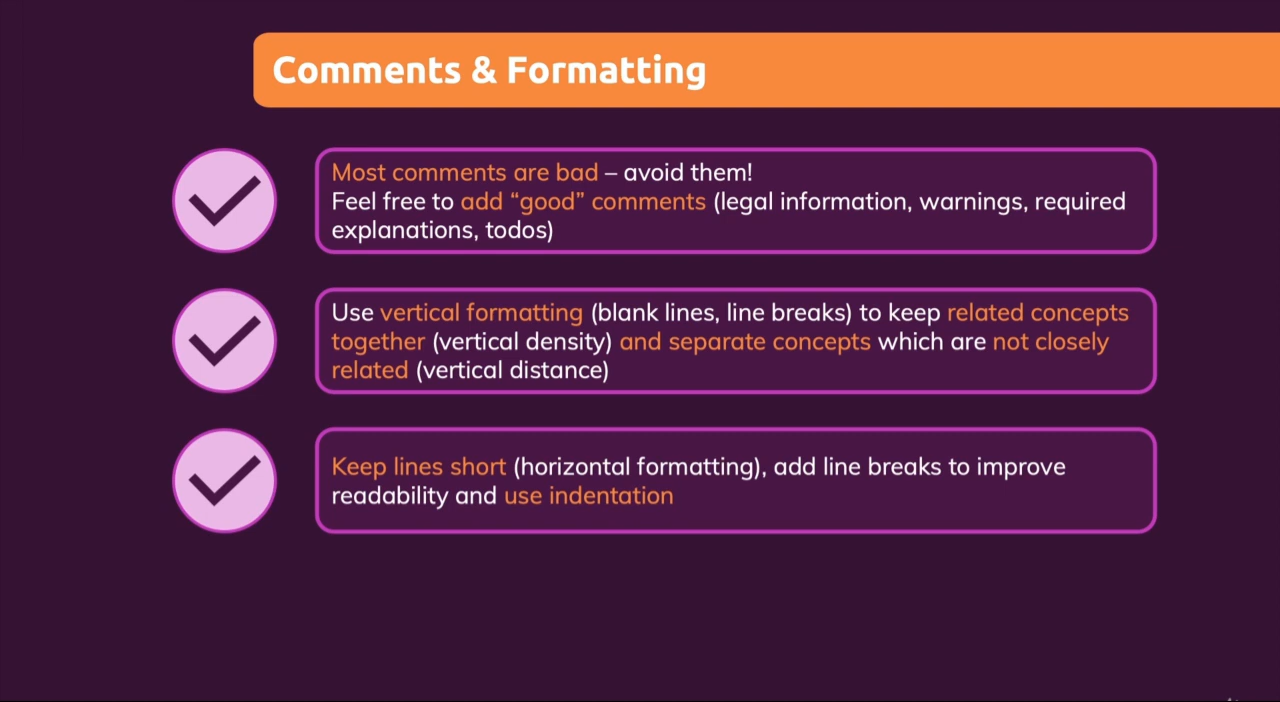 Comments & Formatting
Most comments are bad – avoid them!
Feel free to add “good” comments (legal information, warnings, required
explanations, todos)
Use vertical formatting (blank lines, line breaks) to keep related concepts
together (vertical density) and separate concepts which are not closely
related (vertical distance)
Keep lines short (horizontal formatting), add line breaks to improve
readability and use indentation